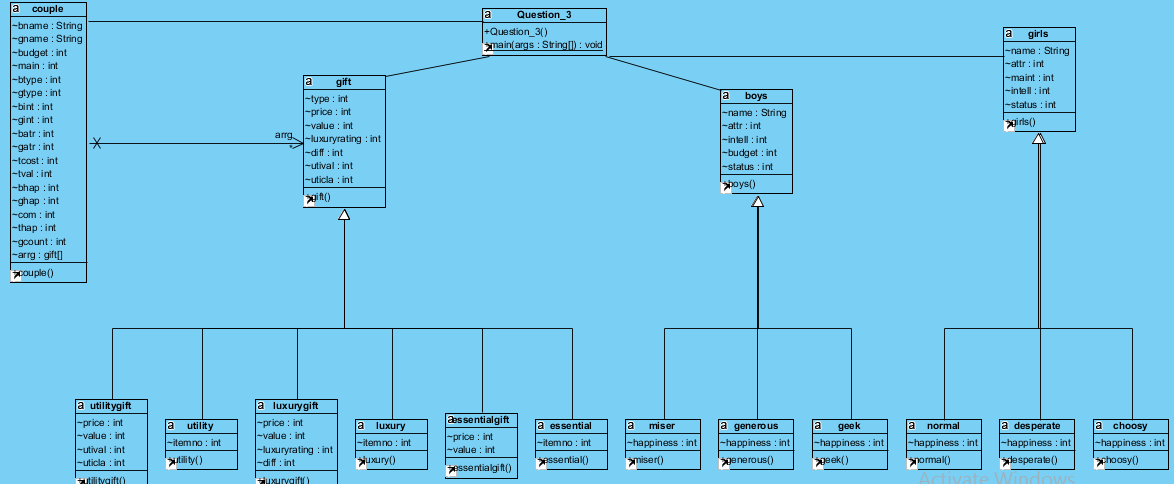 couple
~bname : String
~gname : String
~budget : int
~main : int
~btype : int
~gtype : int
~bint : int
~gint : int
~batr : int
~gatr : int
~tcost : int
~tval : int
~bhap : int
~ghap : int
~com : int
~thap : int
~gcount : int
~arrg : gift[]
couple()
Question_3
+Question_3()
main(args : String[]) : void
gift
~type : int
~price : int
~value : int
~luxuryrating : int
~diff : int
~utival : int
~uticla : int
gift()
arrg
*
boys
~name : String
~attr : int
~intell : int
~budget : int
~status : int
boys()
girls
~name : String
~attr : int
~maint : int
~intell : int
~status : int
girls()
utilitygift
~price : int
~value : int
~utival : int
~uticla : int
utilitygift()
utility
~itemno : int
utility()
luxurygift
~price : int
~value : int
~luxuryrating : int
~diff : int
luxurygift()
luxury
~itemno : int
luxury()
essentialgift
~price : int
~value : int
essentialgift()
essential
~itemno : int
essential()
miser
~happiness : int
miser()
generous
~happiness : int
generous()
geek
~happiness : int
geek()
normal
~happiness : int
normal()
desperate
~happiness : int
desperate()
choosy
~happiness : int
choosy()
Activate Windows